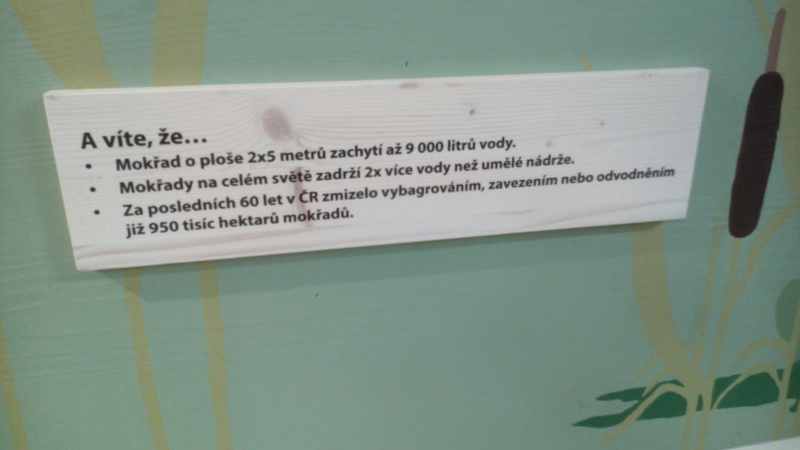 A víte, že...
• Mokřad o ploše 2x5 metrů zachytí až 9 000 litrů vody.
• Mokřady na celém světě zadrží 2x více vody než umělé nádrže.
• Za posledních 60 let v ČR zmizelo vybagrováním, zavezením nebo odvodněním
již 950 tisíc hektarů mokřadů.